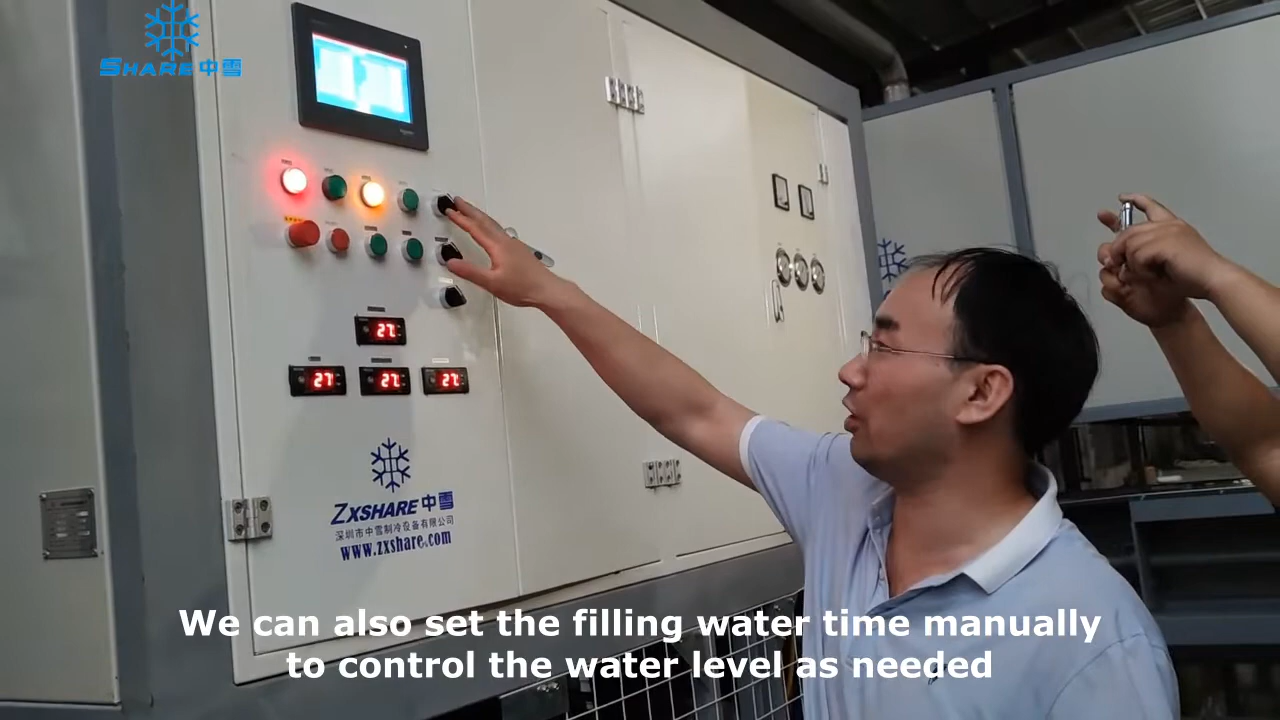 SHARE中雪
27
27
27
27
ZXSHARE中雪
深圳市中雪制冷设备有限公司
www.zxshare.com
We can also set the filling water time manually
to control the water level as needed